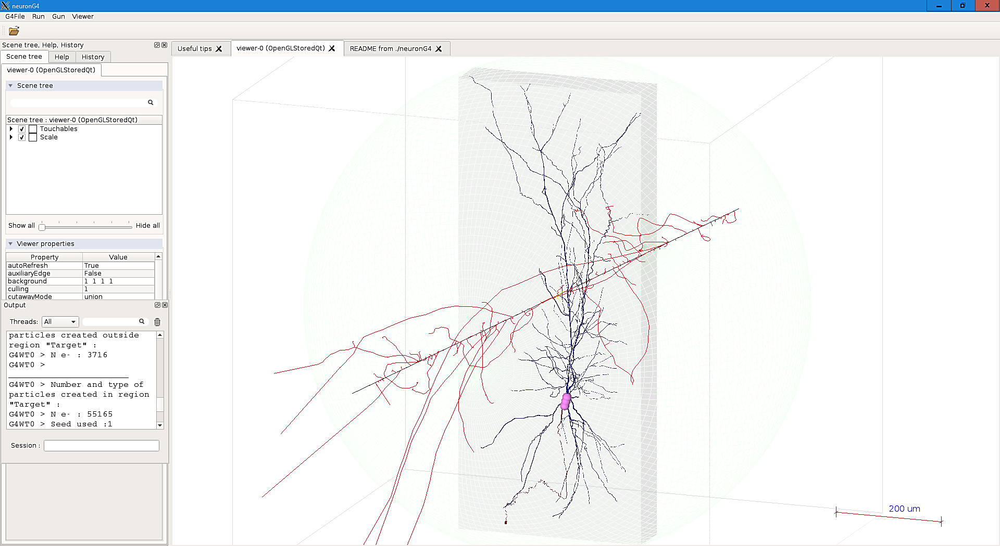 neuronG4
G4File Run Gun Viewer
Scene tree, Help, History
Scene tree Help History
viewer-0 (OpenGLStoredQt)
Scene tree
Scene tree : viewer-0 (OpenGLStoredQt)
Touchables
Scale
Show all Hide all
Viewer properties
Property Value
autoRefresh True
auxiliaryEdge False
background 1 1 1 1
culling 1
cutawayMode union
Output
Threads: All
particles created outside
region "Target" :
G4WT0 > N e- : 3716
G4WT0 >
G4WT0 > Number and type of
particles created in region
"Target" :
G4WT0 > N e- : 55165
G4WT0 > Seed used :1
Session :
Useful tips viewer-0 (OpenGLStoredQt) README from ./neuronG4
200 um